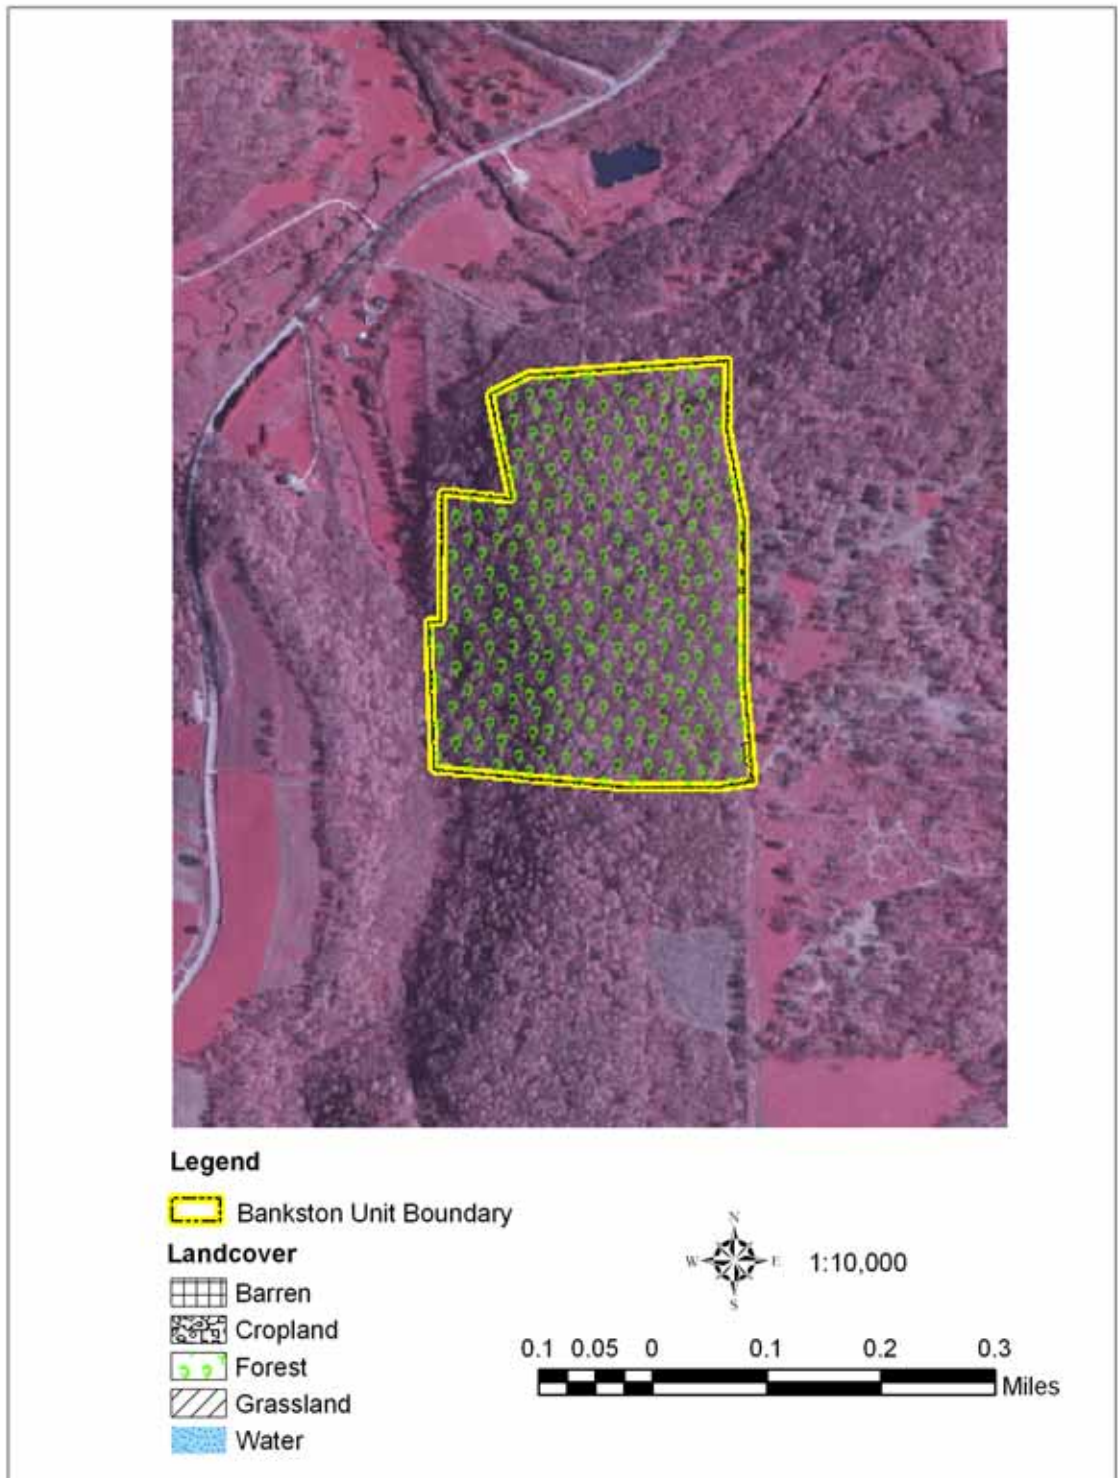 Legend
Bankston Unit Boundary
Landcover
Barren
Cropland
Forest
Grassland
Water
N
W E 1:10,000
S
0.1 0.05 0 0.1 0.2 0.3
Miles